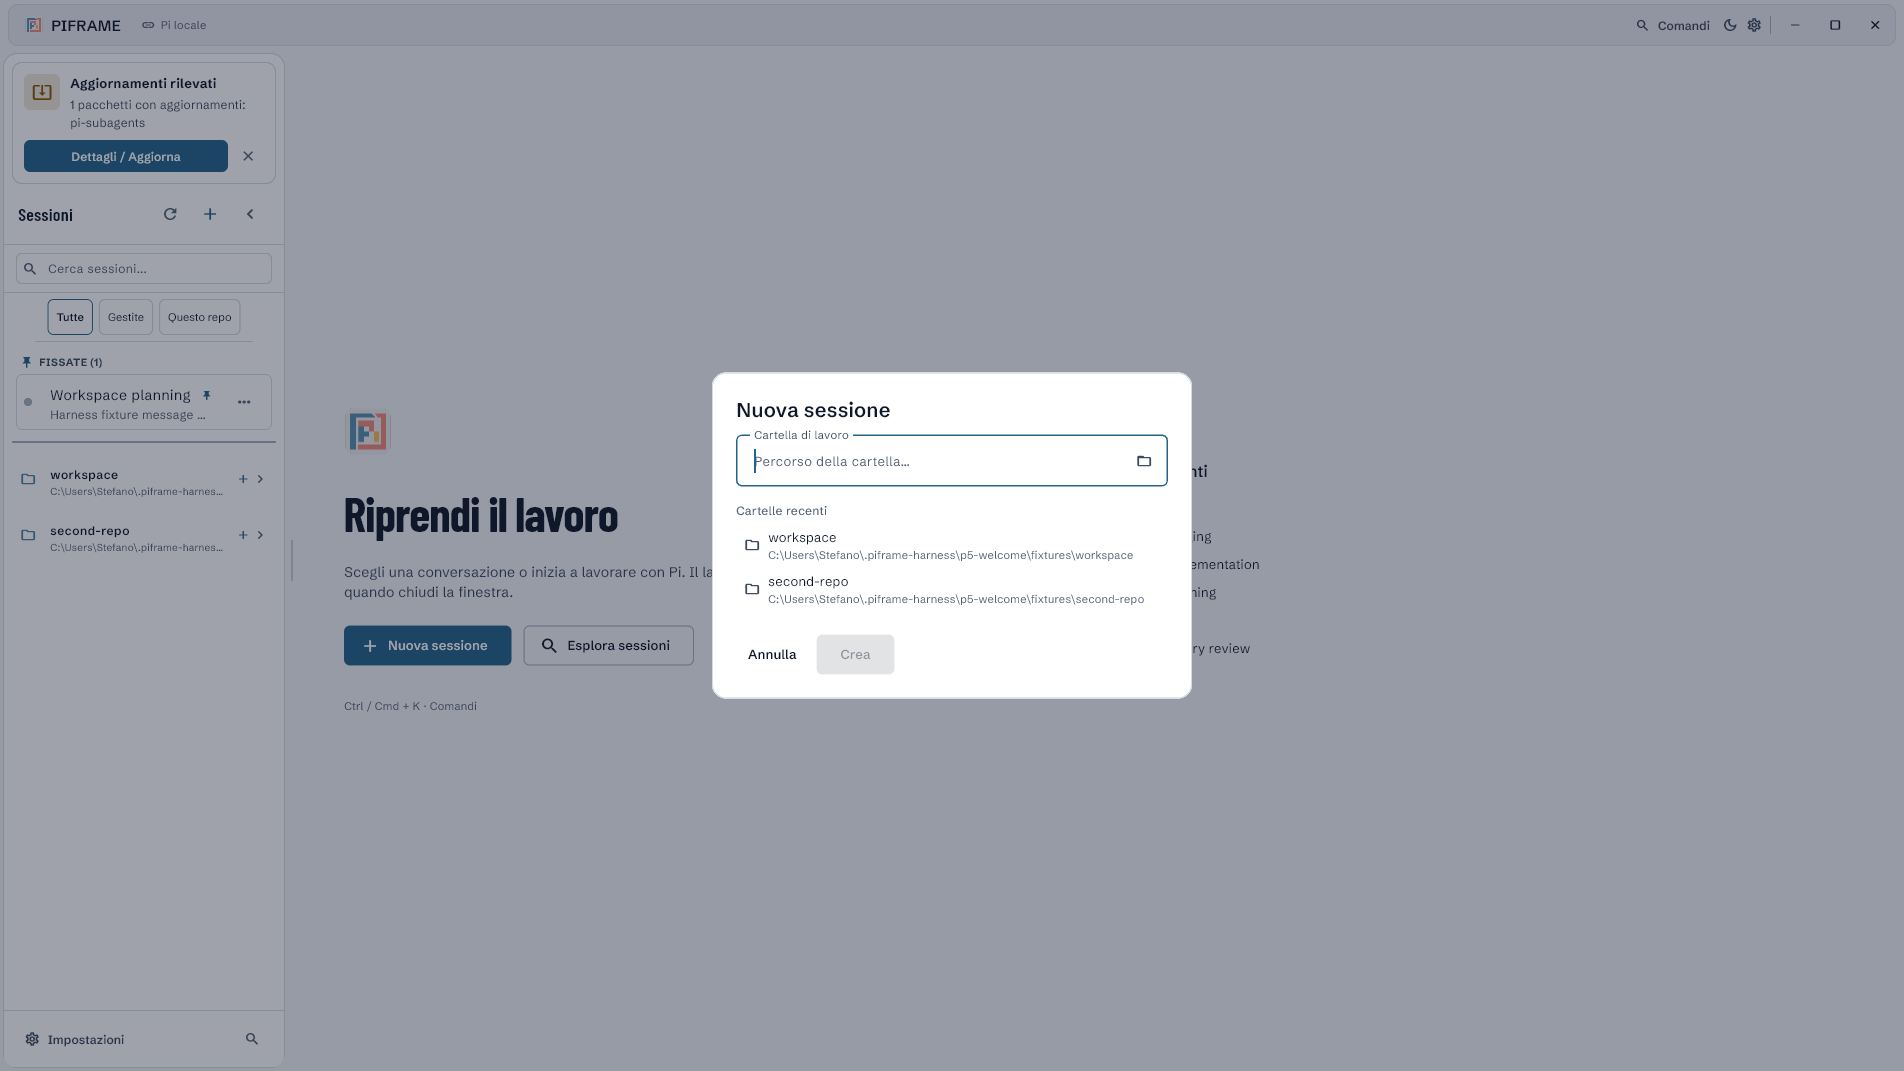 PIFRAME
Pi locale
Comandi
Aggiornamenti rilevati
1 pacchetti con aggiornamenti:
pi-subagents
Dettagli / Aggiorna
Sessioni
Cerca sessioni...
Tutte
Gestite
Questo repo
FISSATE (1)
Workspace planning
Harness fixture message ...
workspace
C:\Users\Stefano\.piframe-harnes...
second-repo
C:\Users\Stefano\.piframe-harnes...
Impostazioni
Riprendi il lavoro
Scegli una conversazione o inizia a lavorare con Pi. Il la
quando chiudi la finestra.
Nuova sessione
Esplora sessioni
Ctrl / Cmd + K · Comandi
Nuova sessione
Cartella di lavoro
Percorso della cartella...
Cartelle recenti
workspace
C:\Users\Stefano\.piframe-harness\p5-welcome\fixtures\workspace
second-repo
C:\Users\Stefano\.piframe-harness\p5-welcome\fixtures\second-repo
Annulla
Crea
nti
ing
ementation
ning
ry review